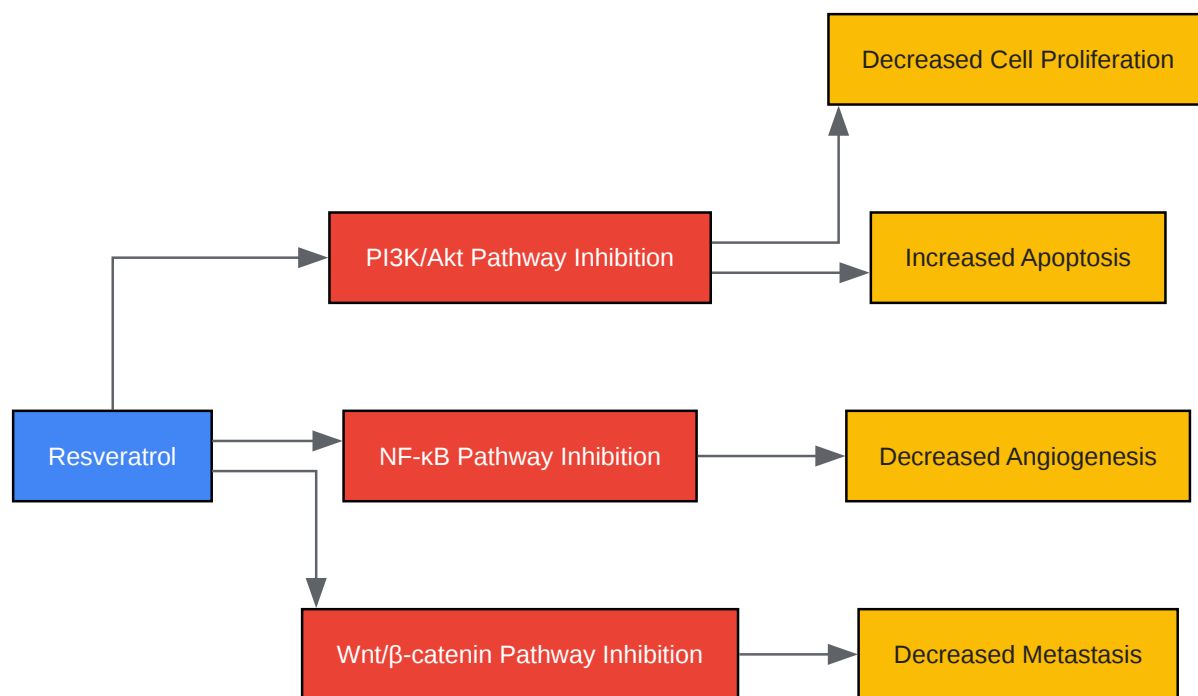 Decreased Cell Proliferation
PI3K/Akt Pathway Inhibition
Increased Apoptosis
Resveratrol
NF-κB Pathway Inhibition
Decreased Angiogenesis
Wnt/β-catenin Pathway Inhibition
Decreased Metastasis